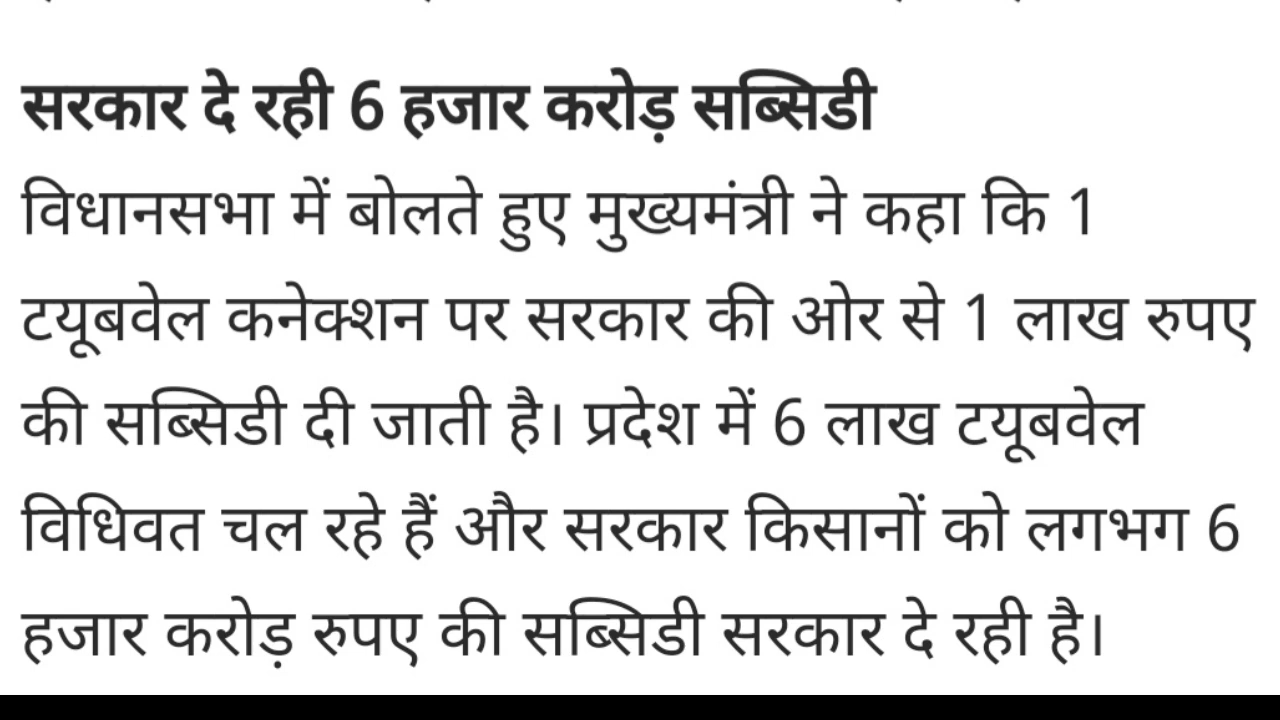 सरकार दे रही 6 हजार करोड़ सब्सिडी
विधानसभा में बोलते हुए मुख्यमंत्री ने कहा कि 1
टयूबवेल कनेक्शन पर सरकार की ओर से 1 लाख रुपए
की सब्सिडी दी जाती है। प्रदेश में 6 लाख टयूबवेल
विधिवत चल रहे हैं और सरकार किसानों को लगभग 6
हजार करोड़ रुपए की सब्सिडी सरकार दे रही है।